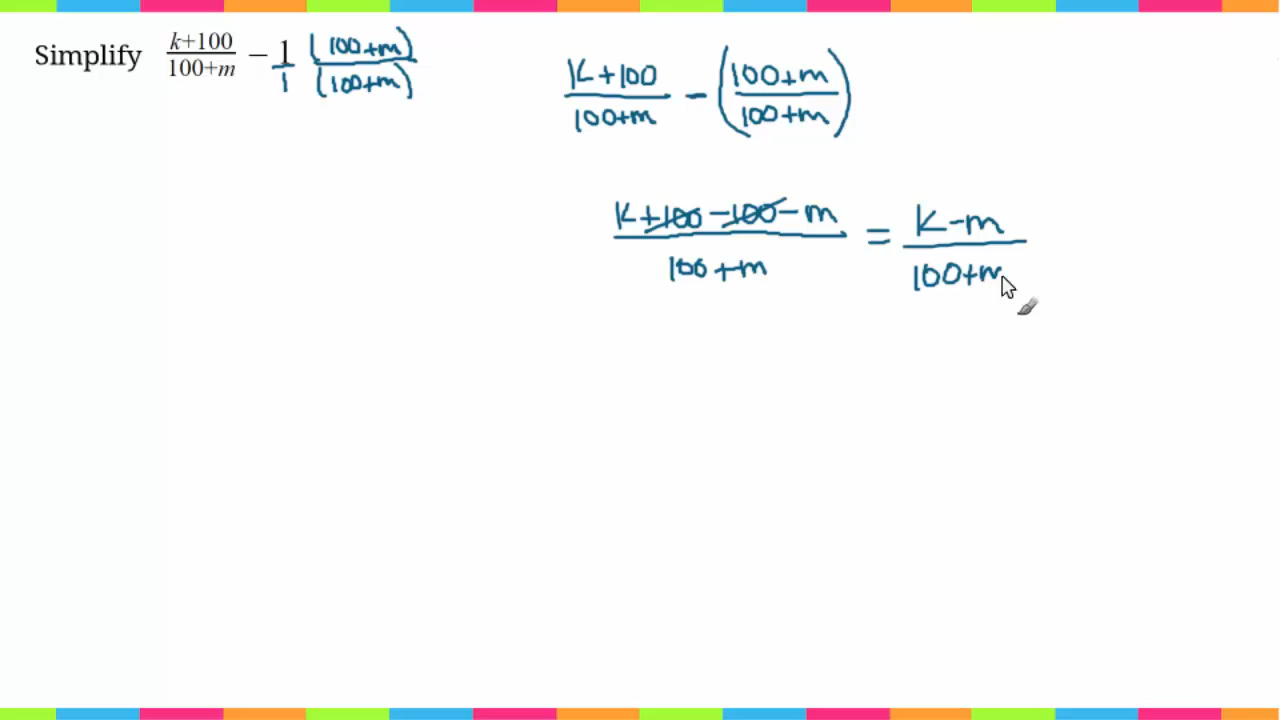 Simplify (k+100)/(100+m) − 1/1 (100+m)/(100+m)
(K+100)/(100+m) − ((100+m)/(100+m))
(K+100−100−m)/(100+m) = (K−m)/(100+m)